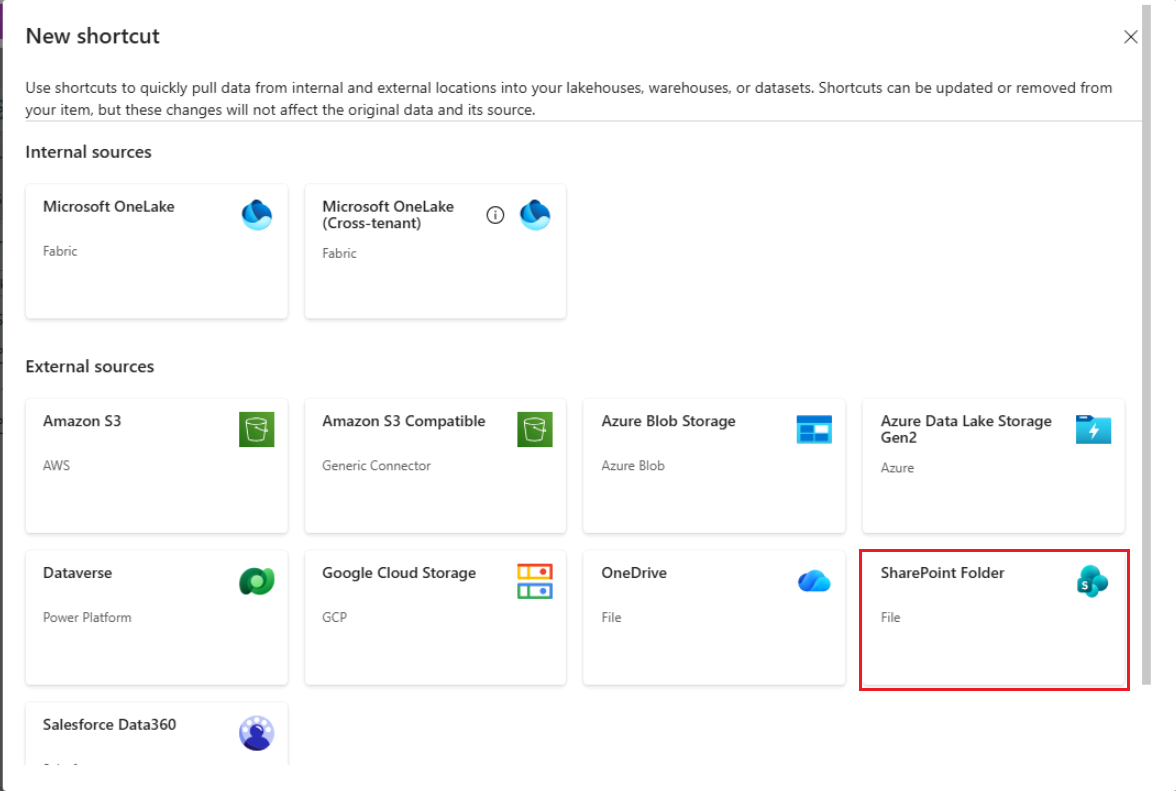 New shortcut
Use shortcuts to quickly pull data from internal and external locations into your lakehouses, warehouses, or datasets. Shortcuts can be updated or removed from
your item, but these changes will not affect the original data and its source.
Internal sources
Microsoft OneLake
Fabric
Microsoft OneLake
(Cross-tenant)
Fabric
External sources
Amazon S3
AWS
Amazon S3 Compatible
Generic Connector
Azure Blob Storage
Azure Blob
Azure Data Lake Storage
Gen2
Azure
Dataverse
Power Platform
Google Cloud Storage
GCP
OneDrive
File
SharePoint Folder
S
File
Salesforce Data360